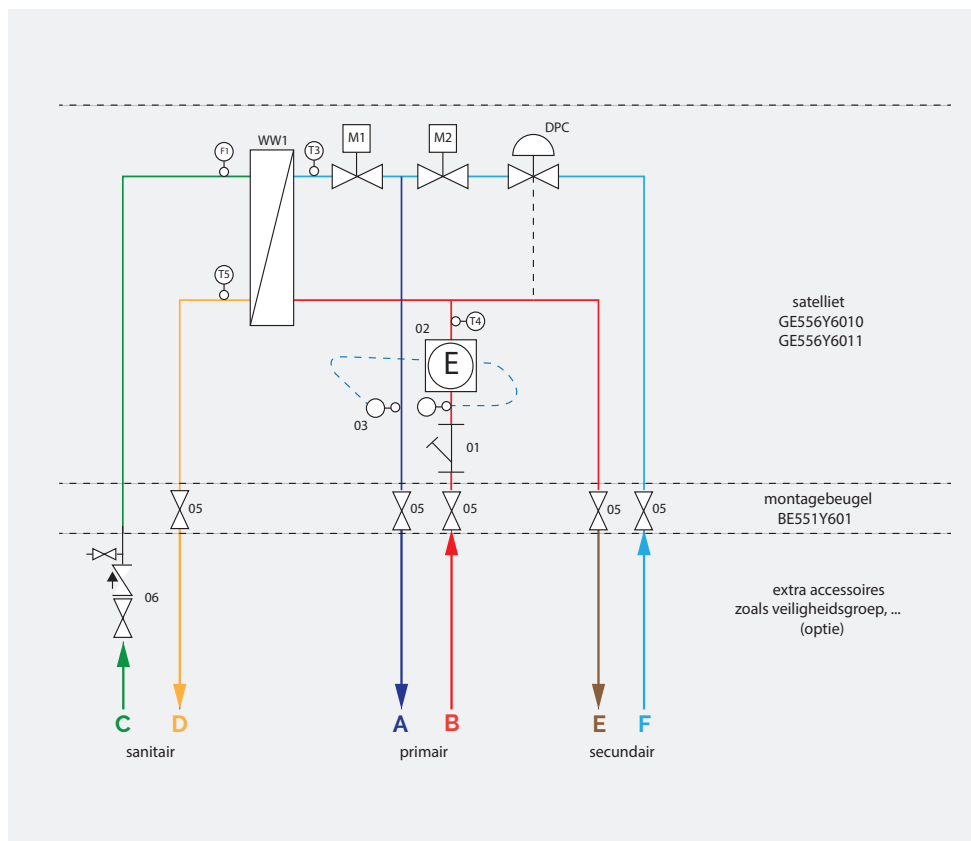 DPC
M1
M2
WW1
F1
T3
T5
satelliet
GE556Y6010
GE556Y6011
T4
02
E
03
01
05
05
05
05
05
montagebeugel
BE551Y601
extra accessoires
zoals veiligheidsgroep, ...
(optie)
06
C
D
A
B
E
F
sanitair
primair
secundair